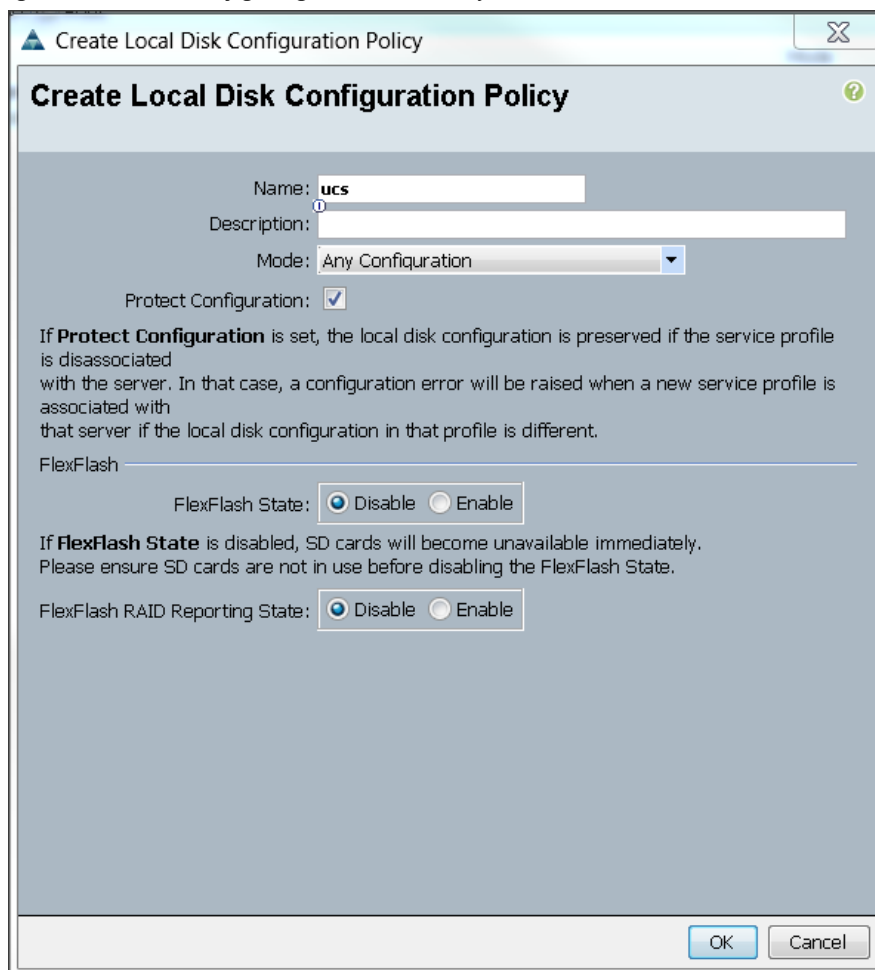 Create Local Disk Configuration Policy
Create Local Disk Configuration Policy
Name: ucs
Description:
Mode: Any Configuration
Protect Configuration:
If Protect Configuration is set, the local disk configuration is preserved if the service profile
is disassociated
with the server. In that case, a configuration error will be raised when a new service profile is
associated with
that server if the local disk configuration in that profile is different.
FlexFlash
FlexFlash State: Disable Enable
If FlexFlash State is disabled, SD cards will become unavailable immediately.
Please ensure SD cards are not in use before disabling the FlexFlash State.
FlexFlash RAID Reporting State: Disable Enable
OK Cancel